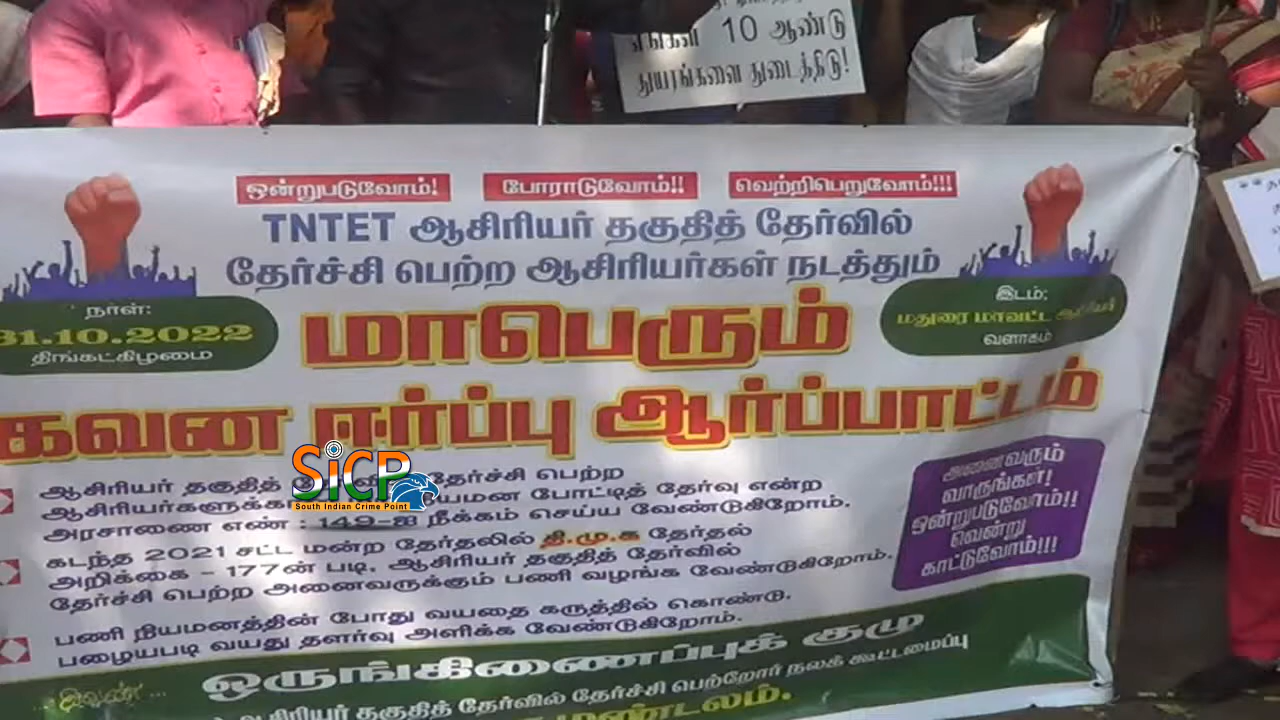 10 ஆண்டு
துயரங்களை துடைத்திடு!
ஒன்றுபடுவோம்! போராடுவோம்!! வெற்றிபெறுவோம்!!!
TNTET ஆசிரியர் தகுதித் தேர்வில்
தேர்ச்சி பெற்ற ஆசிரியர்கள் நடத்தும்
நாள்:
31.10.2022
திங்கட்கிழமை
மாபெரும்
இடம்:
மதுரை மாவட்ட
வளாகம்
கவன ஈர்ப்பு ஆர்ப்பாட்டம்
ஆசிரியர் தகுதித் தேர்ச்சி பெற்ற
போட்டித் தேர்வு என்ற
அரசாணை எண் : 149-ஐ நீக்கம் செய்ய வேண்டுகிறோம்.
கடந்த 2021 சட்ட மன்ற தேர்தலில் தி.மு.க தேர்தல்
அறிக்கை – 177ன் படி, ஆசிரியர் தகுதித் தேர்வில்
தேர்ச்சி பெற்ற அனைவருக்கும் பணி வழங்க வேண்டுகிறோம்.
பணி நியமனத்தின் போது வயதை கருத்தில் கொண்டு,
பழையபடி வயது தளர்வு அளிக்க வேண்டுகிறோம்.
அனைவரும்
வாருங்கள்!
ஒன்றுபடுவோம்!!
வென்று
காட்டுவோம்!!!
SiCP
South Indian Crime Point
இவண்...
ஒருங்கிணைப்புக் குழு
ஆசிரியர் தகுதித் தேர்வில் தேர்ச்சி பெற்றோர் நலக் கூட்டமைப்பு
மண்டலம்.